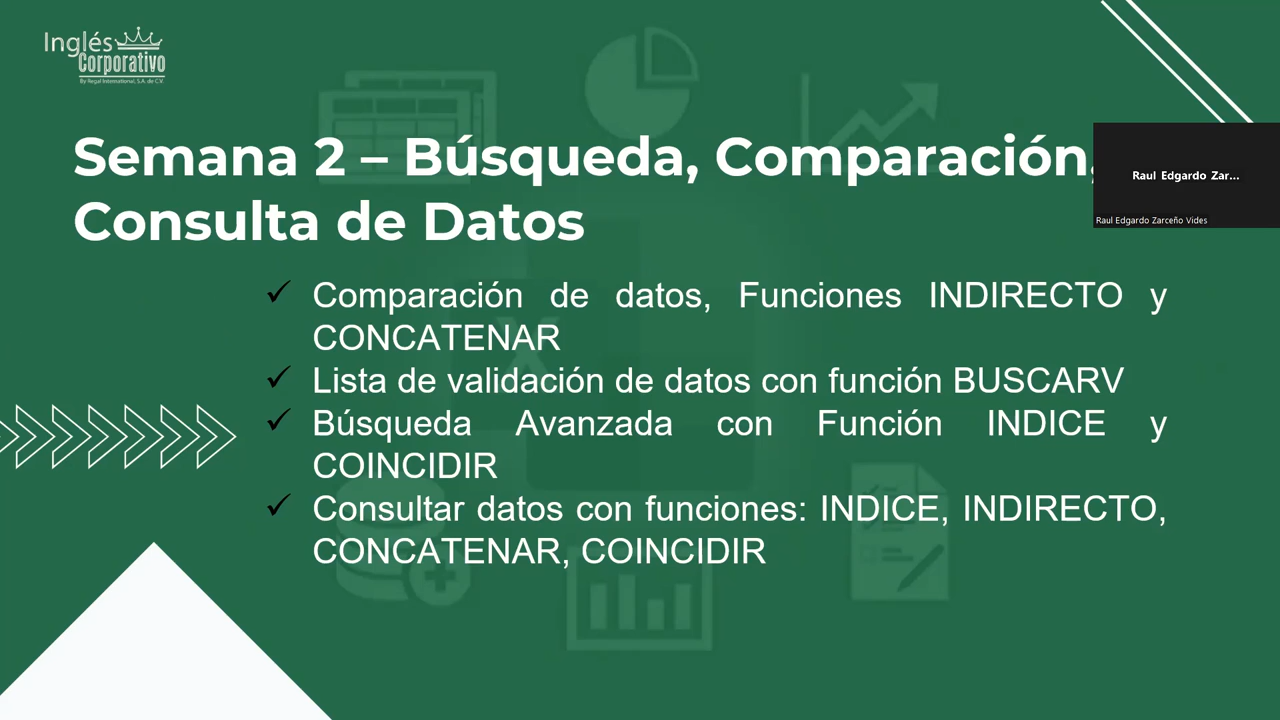 Inglés
Corporativo
By Regal International, S.A. de C.V.
Semana 2 – Búsqueda, Comparación,
Consulta de Datos
Raul Edgardo Zar...
Raul Edgardo Zarceño Vides
✓ Comparación de datos, Funciones INDIRECTO y
CONCATENAR
✓ Lista de validación de datos con función BUSCARV
✓ Búsqueda Avanzada con Función INDICE y
COINCIDIR
✓ Consultar datos con funciones: INDICE, INDIRECTO,
CONCATENAR, COINCIDIR